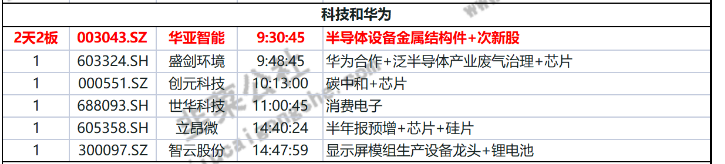 科技和华为
2天2板 003043.SZ 华亚智能 9:30:45 半导体设备金属结构件+次新股
1 603324.SH 盛剑环境 9:48:45 华为合作+泛半导体产业废气治理+芯片
1 000551.SZ 创元科技 10:13:00 碳中和+芯片
1 688093.SH 世华科技 11:00:45 消费电子
1 605358.SH 立昂微 14:40:24 半年报预增+芯片+硅片
1 300097.SZ 智云股份 14:47:59 显示屏模组生产设备龙头+锂电池